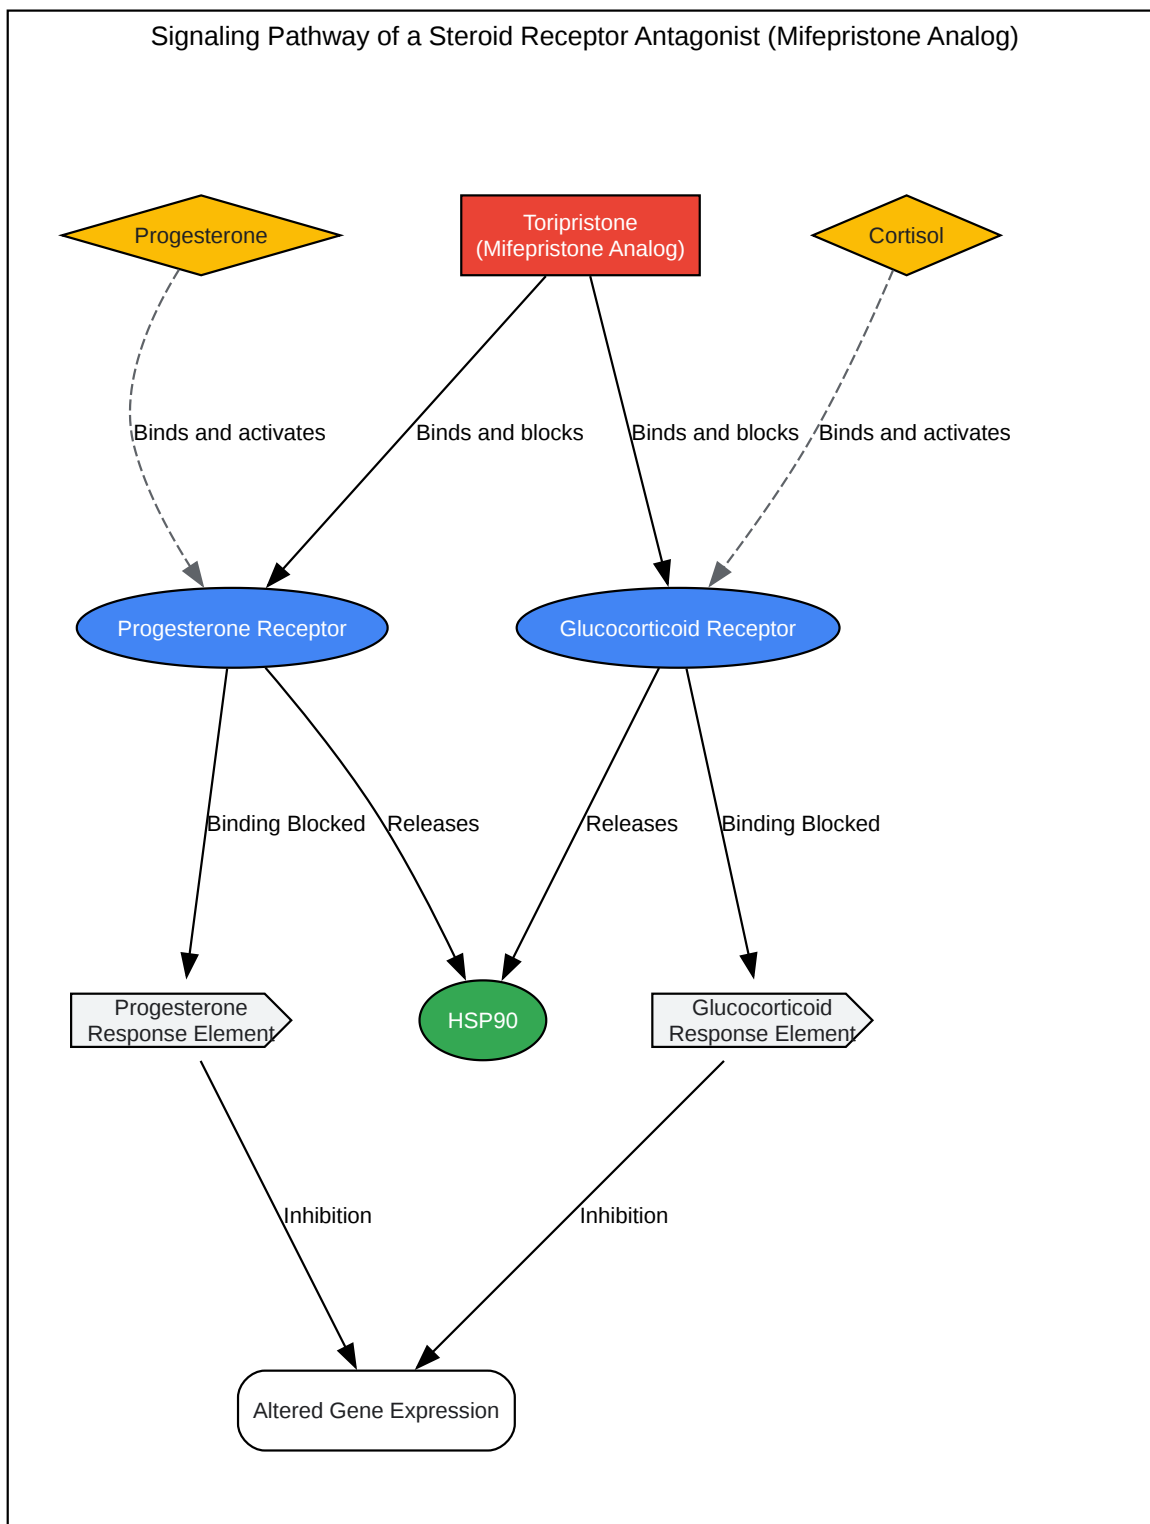 Signaling Pathway of a Steroid Receptor Antagonist (Mifepristone Analog)
Progesterone
Toripristone
(Mifepristone Analog)
Cortisol
Binds and activates
Binds and blocks
Binds and blocks
Binds and activates
Progesterone Receptor
Glucocorticoid Receptor
Binding Blocked
Releases
Releases
Binding Blocked
Progesterone
Response Element
HSP90
Glucocorticoid
Response Element
Inhibition
Inhibition
Altered Gene Expression